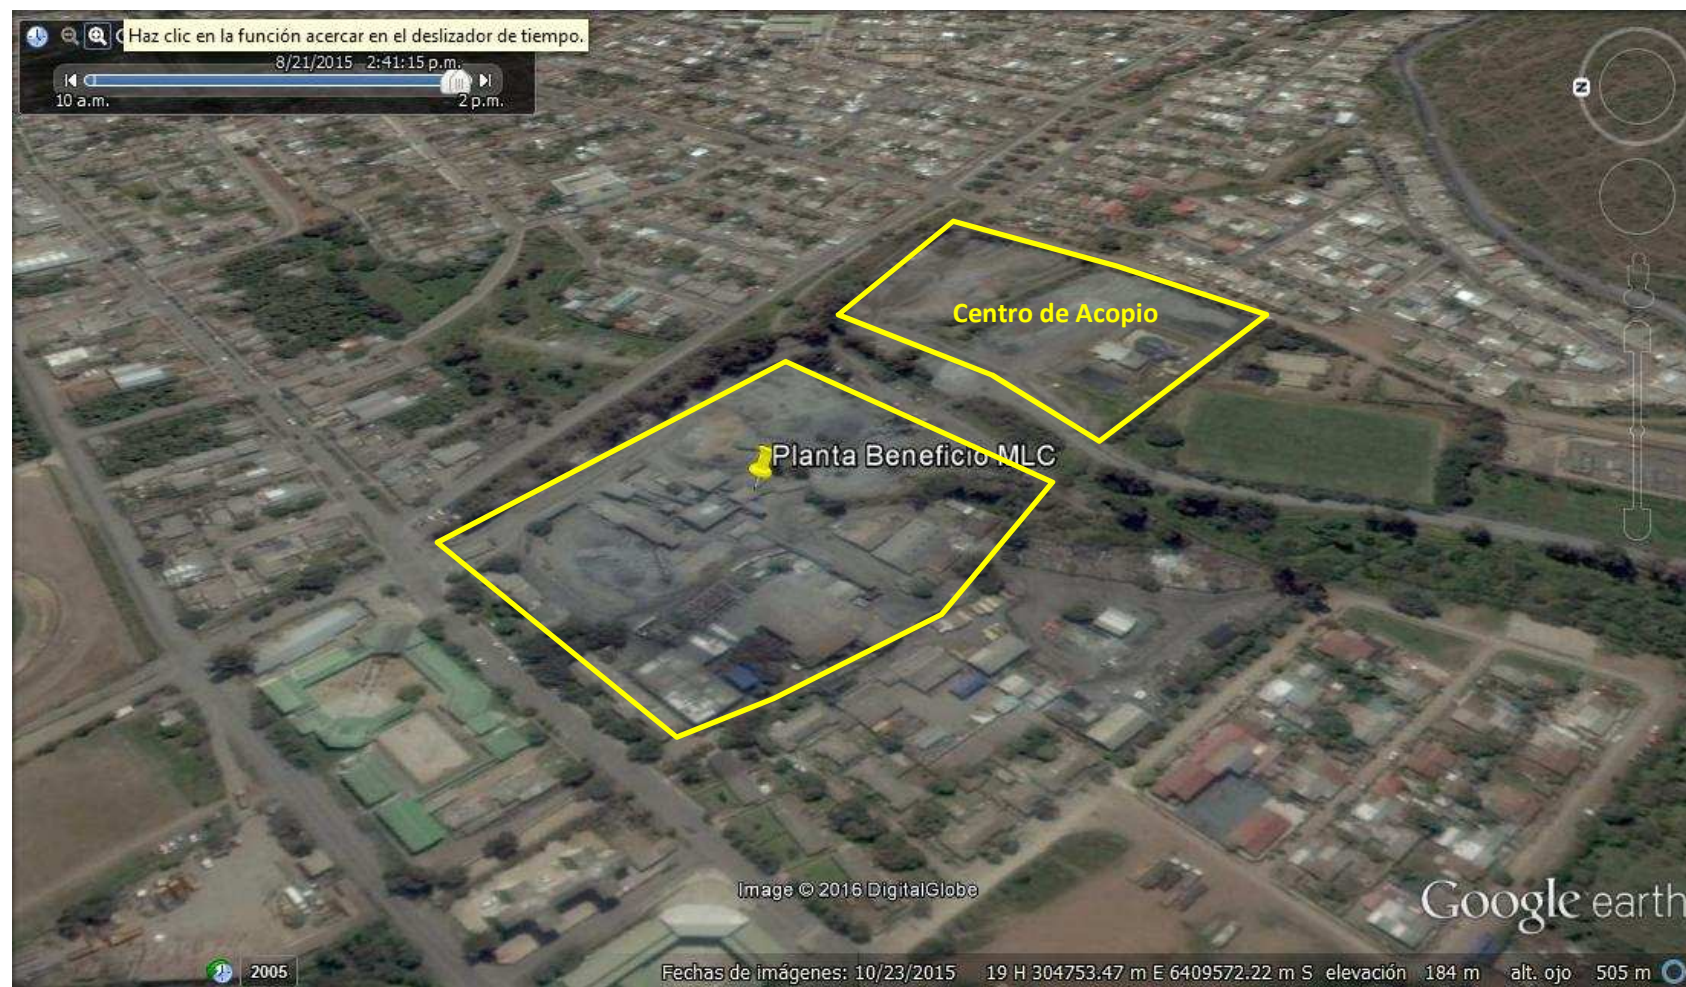 Haz clic en la función acercar en el deslizador de tiempo.
8/21/2015 2:41:15 p.m.
10 a.m.
2 p.m.
N
Centro de Acopio
Planta Beneficio MLC
Image © 2016 DigitalGlobe
Google earth
2005
Fechas de imágenes: 10/23/2015 19 H 304753.47 m E 6409572.22 m S elevación 184 m alt. ojo 505 m